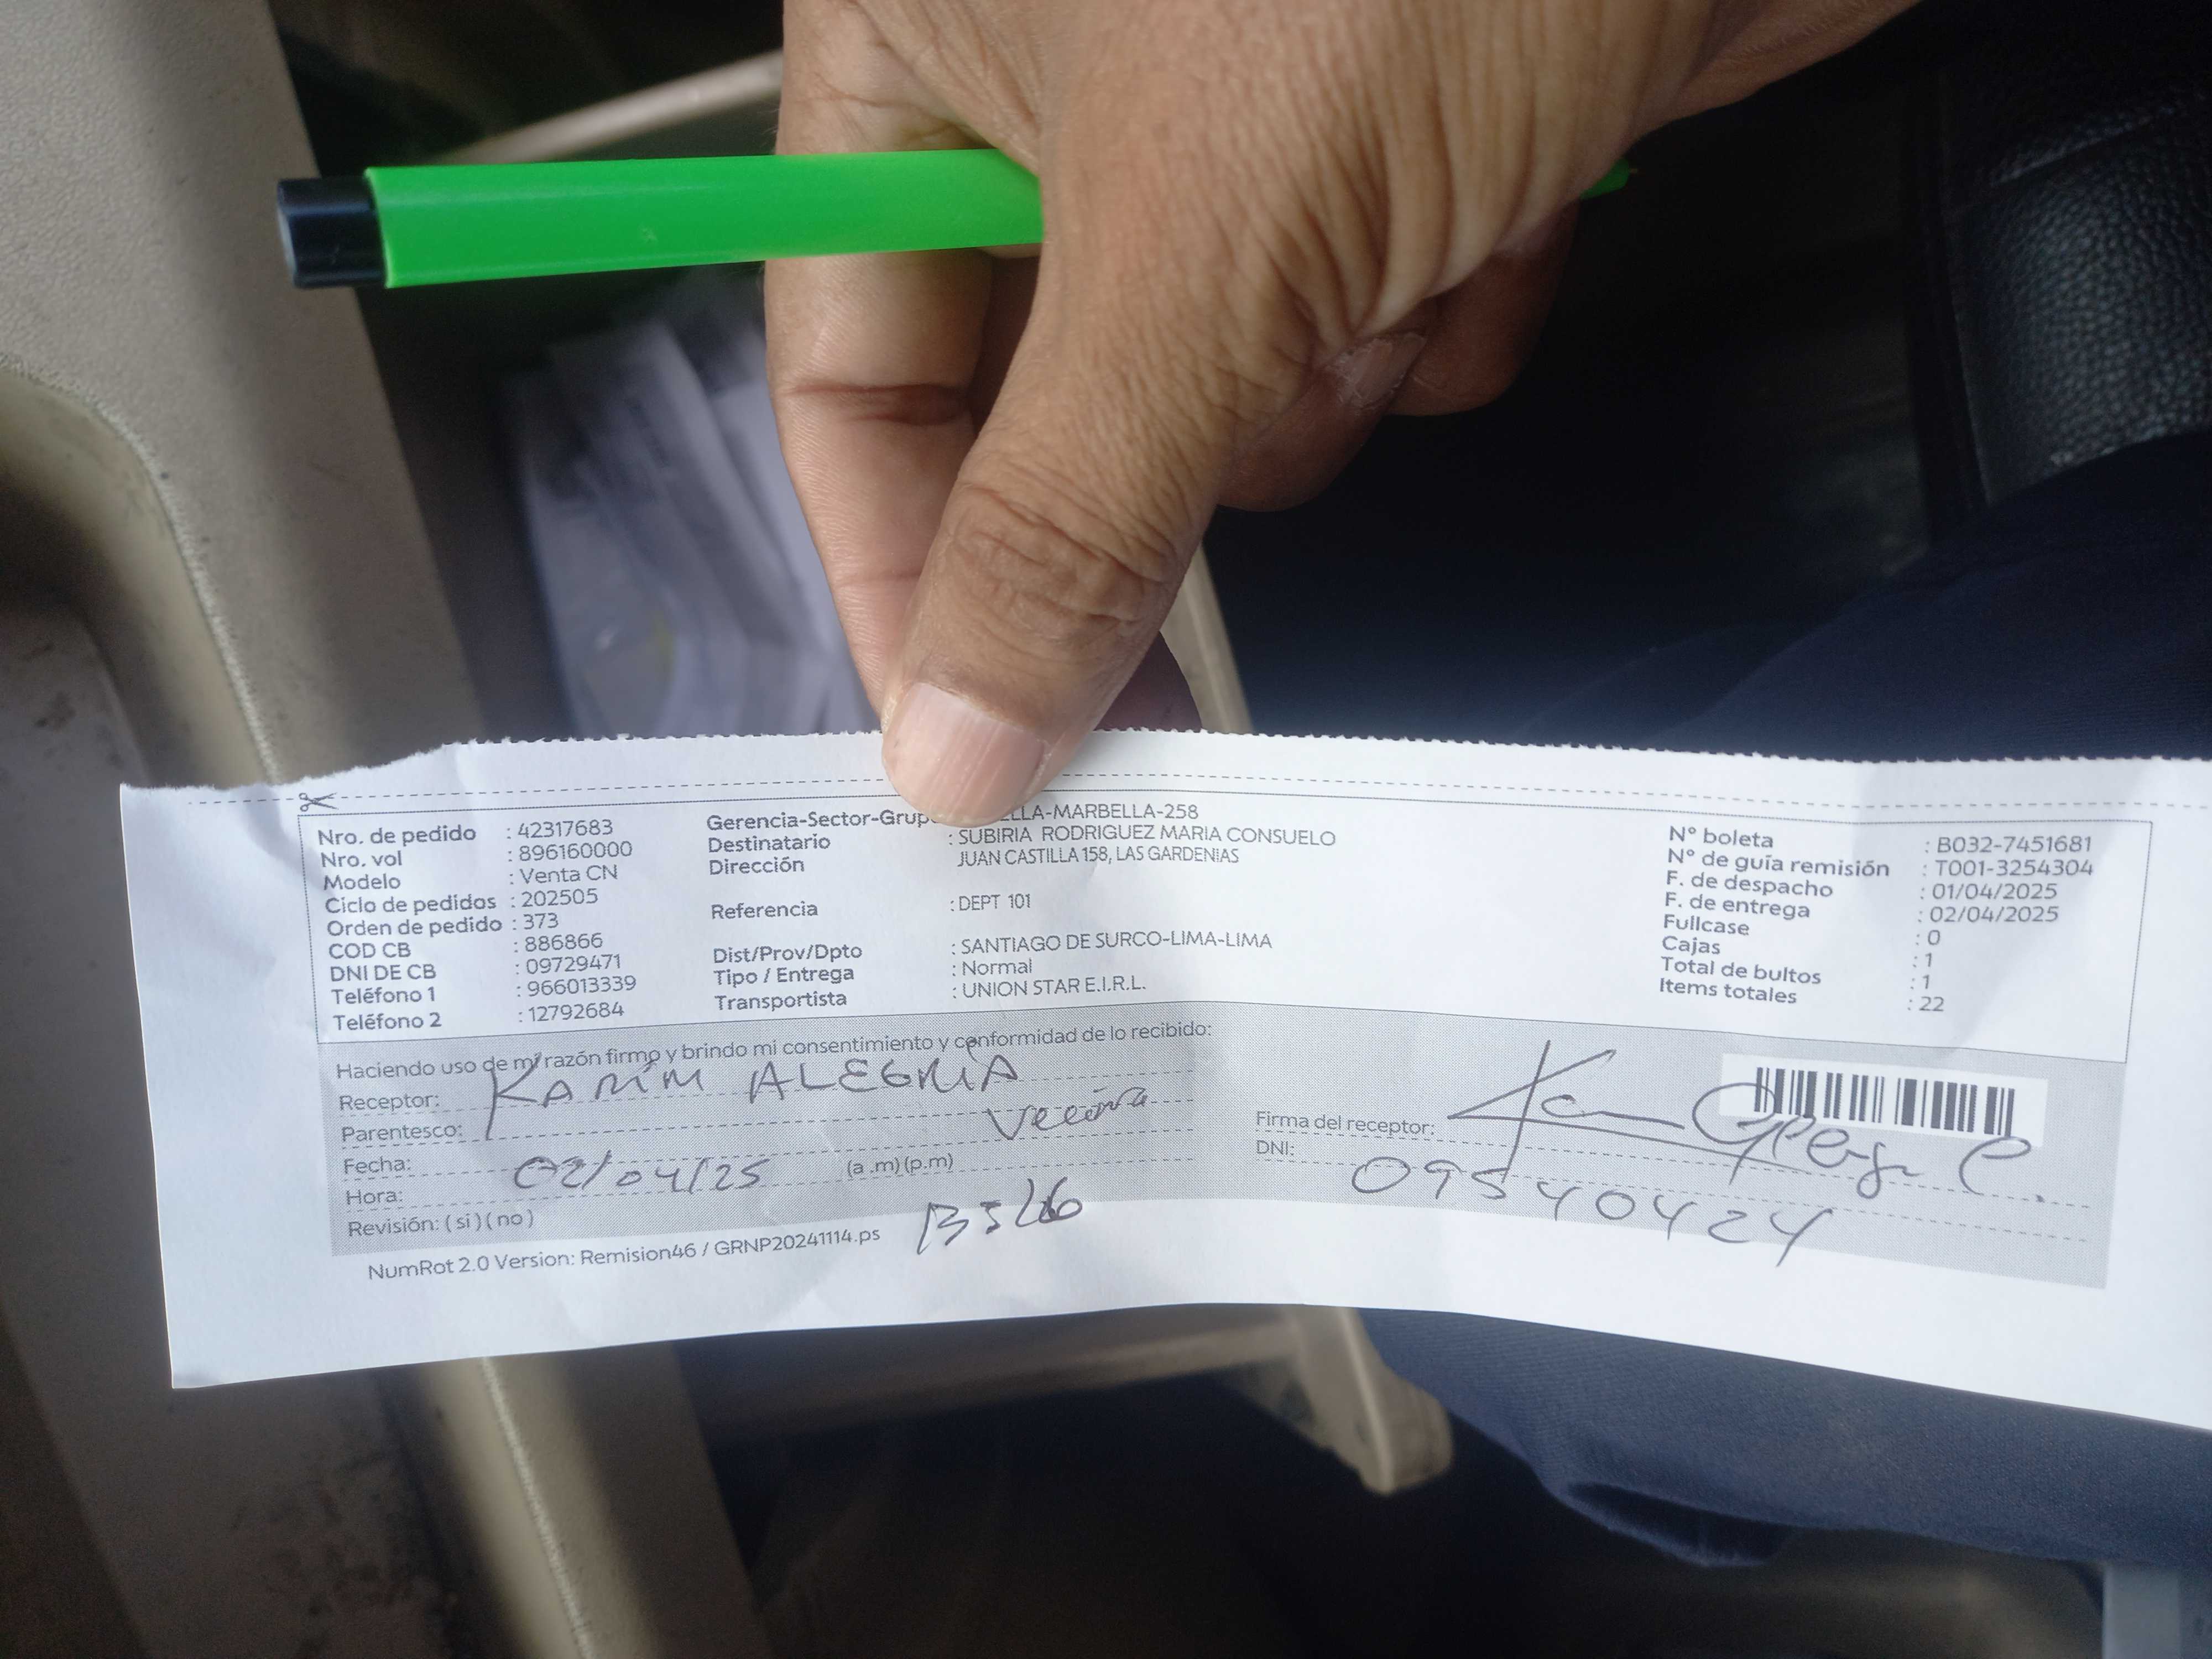 Nro. de pedido : 42317683
Nro. vol : 896160000
Modelo : Venta CN
Ciclo de pedidos : 202505
Orden de pedido : 373
COD CB : 886866
DNI DE CB : 09729471
Teléfono 1 : 966013339
Teléfono 2 : 12792684
Gerencia-Sector-Grup ELLA-MARBELLA-258
Destinatario : SUBIRIA RODRIGUEZ MARIA CONSUELO
Dirección JUAN CASTILLA 158, LAS GARDENIAS
Referencia : DEPT 101
Dist/Prov/Dpto : SANTIAGO DE SURCO-LIMA-LIMA
Tipo / Entrega : Normal
Transportista : UNION STAR E.I.R.L.
N° boleta : B032-7451681
N° de guía remisión : T001-3254304
F. de despacho : 01/04/2025
F. de entrega : 02/04/2025
Fullcase : 0
Cajas : 1
Total de bultos : 1
Items totales : 22
Haciendo uso de mi razón firmo y brindo mi consentimiento y conformidad de lo recibido:
Receptor: KARIM ALEGRIA
Parentesco: Vecina
Fecha: 02/04/25
Hora: (a .m) (p.m)
Revisión: ( si ) ( no )
Firma del receptor:
DNI: 09540424
NumRot 2.0 Version: Remision46 / GRNP20241114.ps